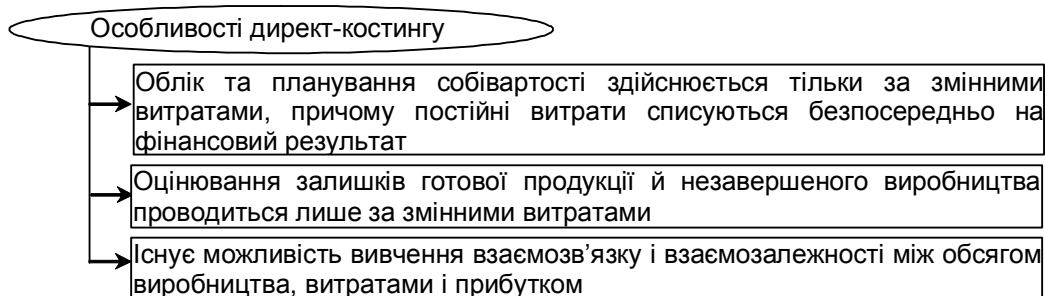 Особливості директ-костингу
Облік та планування собівартості здійснюється тільки за змінними
витратами, причому постійні витрати списуються безпосередньо на
фінансовий результат
Оцінювання залишків готової продукції й незавершеного виробництва
проводиться лише за змінними витратами
Існує можливість вивчення взаємозв’язку і взаємозалежності між обсягом
виробництва, витратами і прибутком